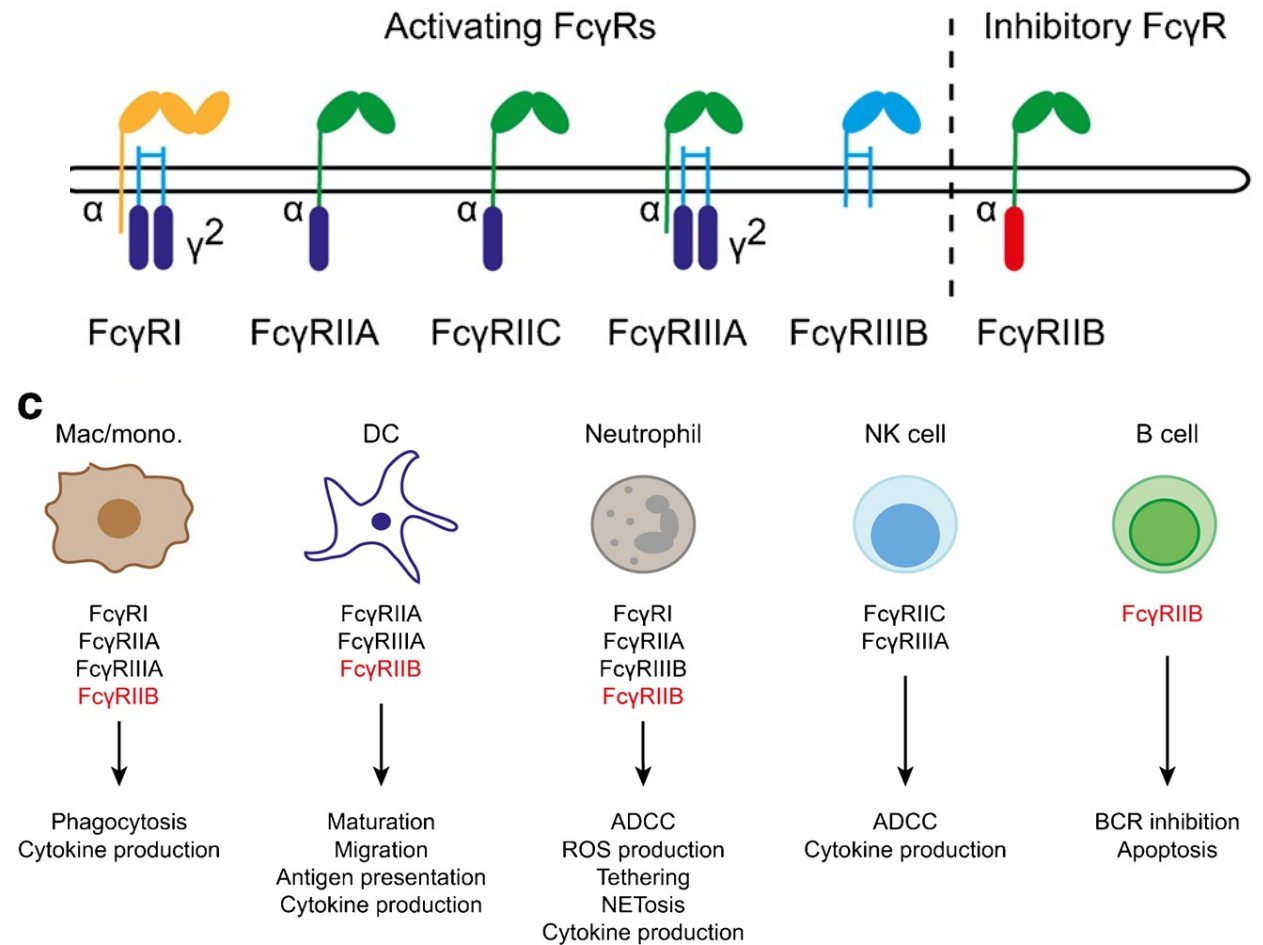 Activating FcγRs
Inhibitory FcγR
α
γ2
α
α
α
γ2
α
FcγRI
FcγRIIA
FcγRIIC
FcγRIIIA
FcγRIIIB
FcγRIIB
c
Mac/mono.
FcγRI
FcγRIIA
FcγRIIIA
FcγRIIB
Phagocytosis
Cytokine production
DC
FcγRIIA
FcγRIIIA
FcγRIIB
Maturation
Migration
Antigen presentation
Cytokine production
Neutrophil
FcγRI
FcγRIIA
FcγRIIIB
FcγRIIB
ADCC
ROS production
Tethering
NETosis
Cytokine production
NK cell
FcγRIIC
FcγRIIIA
ADCC
Cytokine production
B cell
FcγRIIB
BCR inhibition
Apoptosis